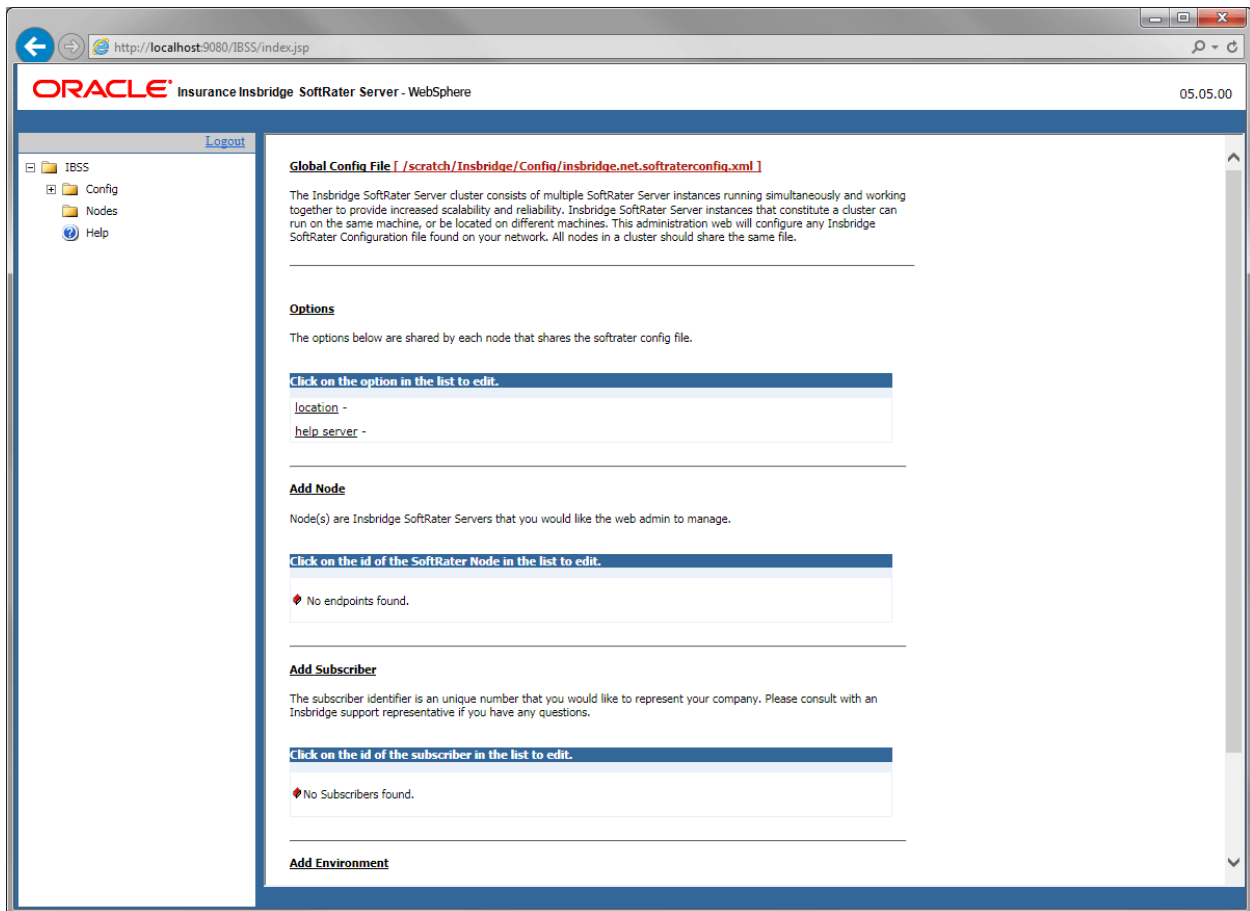 http://localhost:9080/IBSS/index.jsp
ORACLE® Insurance Insbridge SoftRater Server - WebSphere
05.05.00
Logout
IBSS
Config
Nodes
Help
Global Config File [ /scratch/Insbridge/Config/insbridge.net.softraterconfig.xml ]
The Insbridge SoftRater Server cluster consists of multiple SoftRater Server instances running simultaneously and working
together to provide increased scalability and reliability. Insbridge SoftRater Server instances that constitute a cluster can
run on the same machine, or be located on different machines. This administration web will configure any Insbridge
SoftRater Configuration file found on your network. All nodes in a cluster should share the same file.
Options
The options below are shared by each node that shares the softrater config file.
Click on the option in the list to edit.
location -
help server -
Add Node
Node(s) are Insbridge SoftRater Servers that you would like the web admin to manage.
Click on the id of the SoftRater Node in the list to edit.
No endpoints found.
Add Subscriber
The subscriber identifier is an unique number that you would like to represent your company. Please consult with an
Insbridge support representative if you have any questions.
Click on the id of the subscriber in the list to edit.
No Subscribers found.
Add Environment